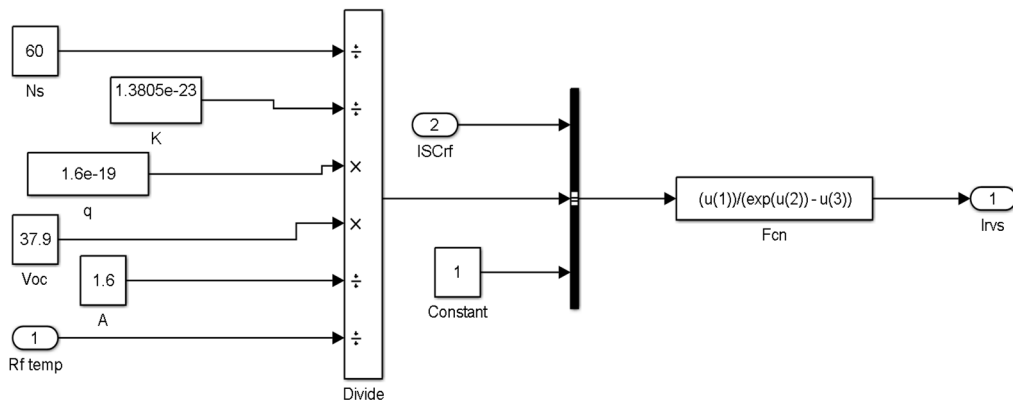 60
÷
Ns
1.3805e-23
÷
K
1.6e-19
×
q
37.9
×
Voc
1.6
÷
A
1
÷
Rf temp
Divide
2
ISCrf
1
Constant
(u(1))/(exp(u(2)) - u(3))
Fcn
1
Irvs